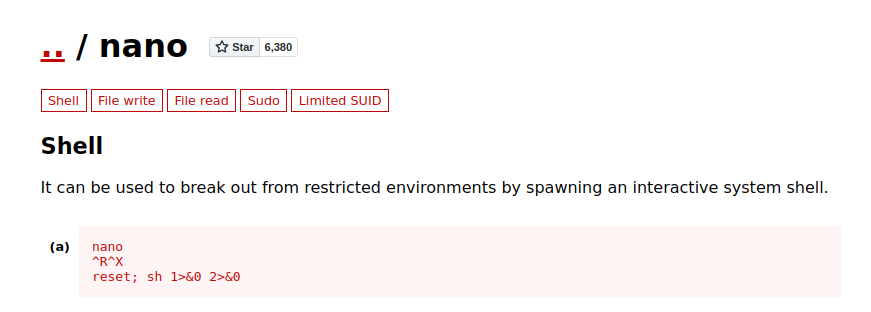 .. / nano Star 6,380
Shell File write File read Sudo Limited SUID
Shell
It can be used to break out from restricted environments by spawning an interactive system shell.
(a) nano
^R^X
reset; sh 1>&0 2>&0